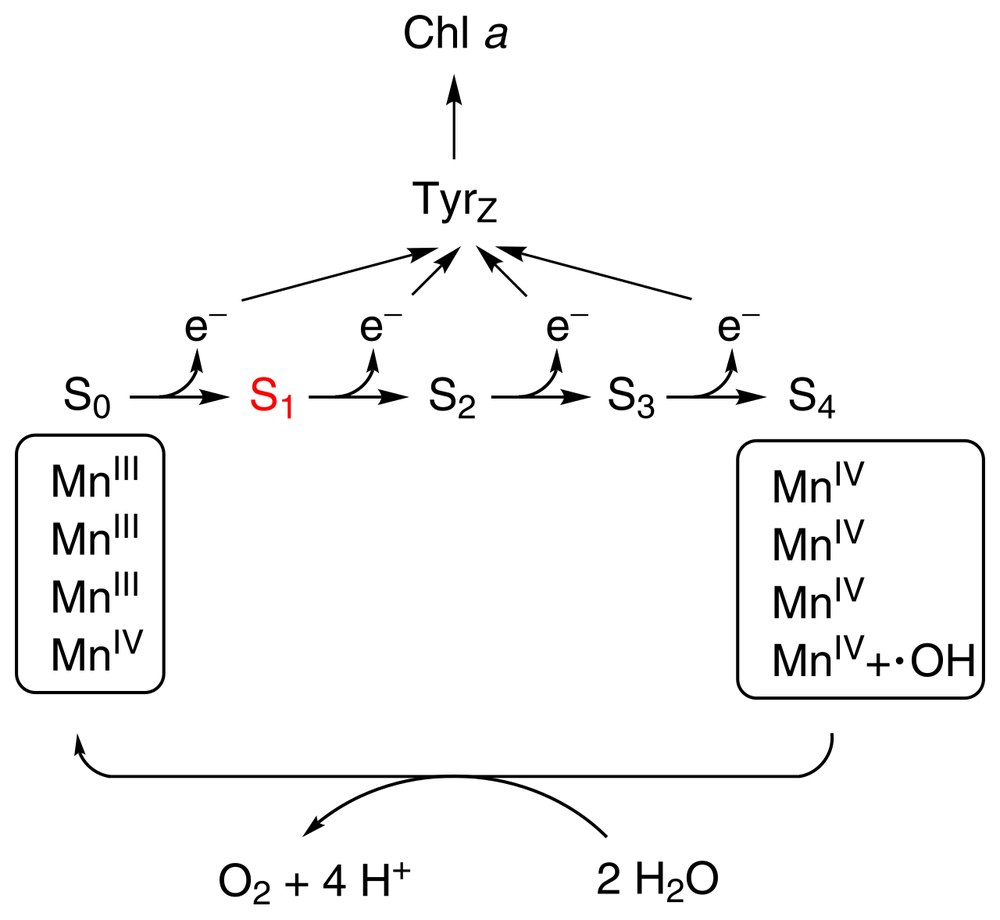 Chl a
Tyr_Z
e⁻ e⁻ e⁻ e⁻
S₀ S₁ S₂ S₃ S₄
Mn^III
Mn^III
Mn^III
Mn^IV
Mn^IV
Mn^IV
Mn^IV
Mn^IV+·OH
O₂ + 4 H⁺
2 H₂O